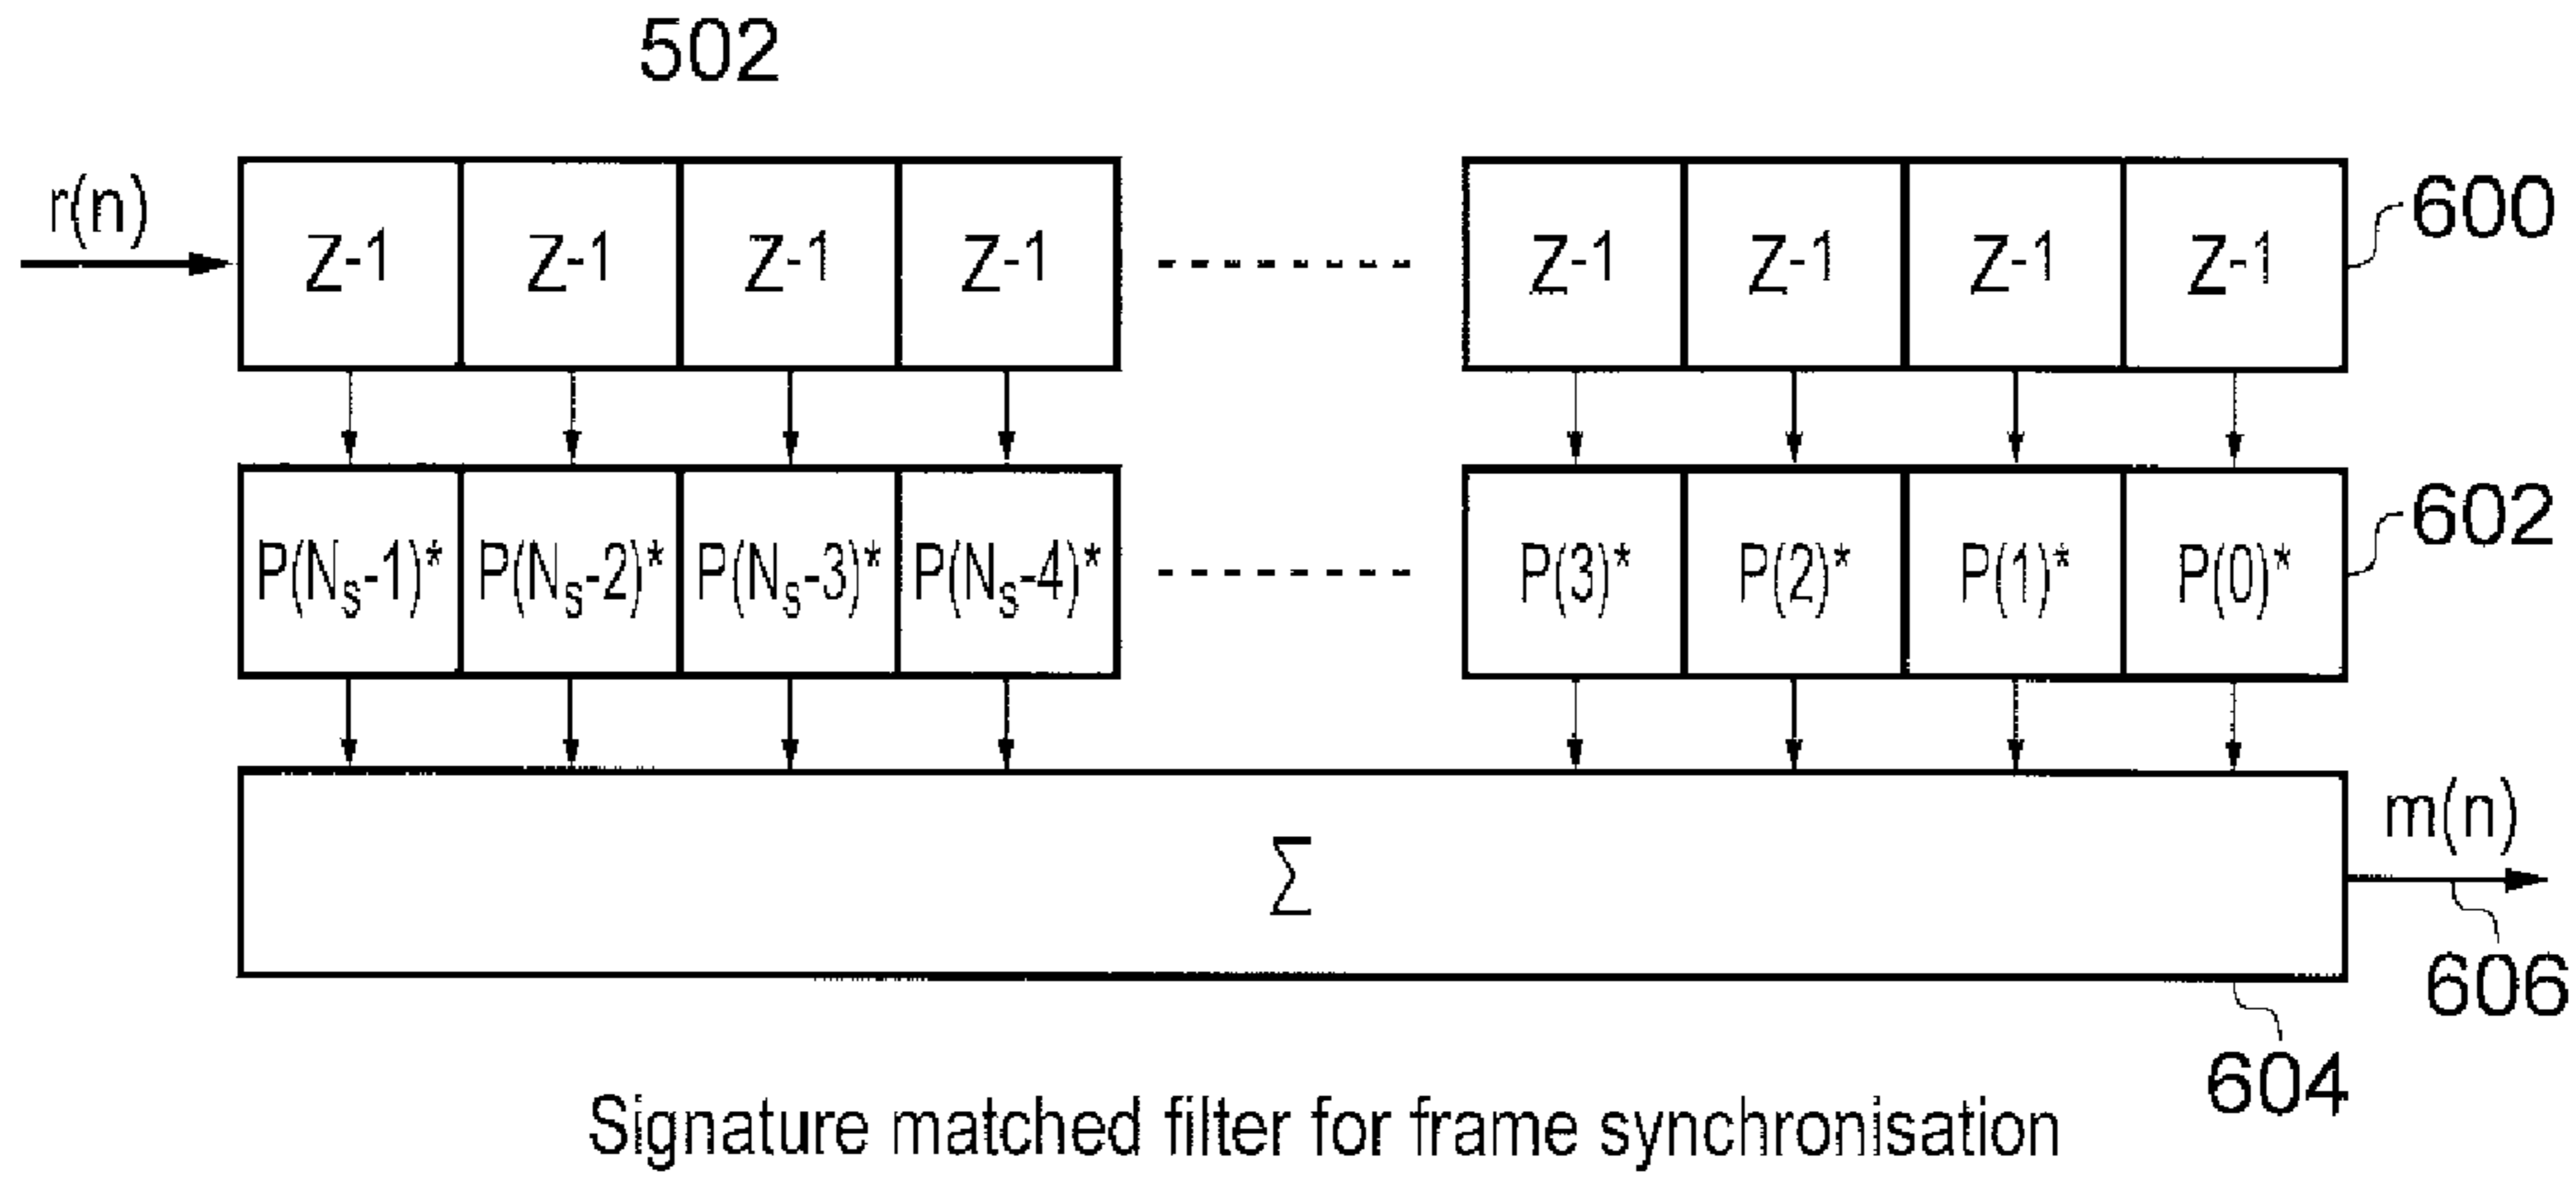 502
r(n)
Z-1 Z-1 Z-1 Z-1 Z-1 Z-1 Z-1 Z-1
600
P(Ns-1)* P(Ns-2)* P(Ns-3)* P(Ns-4)* P(3)* P(2)* P(1)* P(0)*
602
Σ
m(n)
606
604
Signature matched filter for frame synchronisation